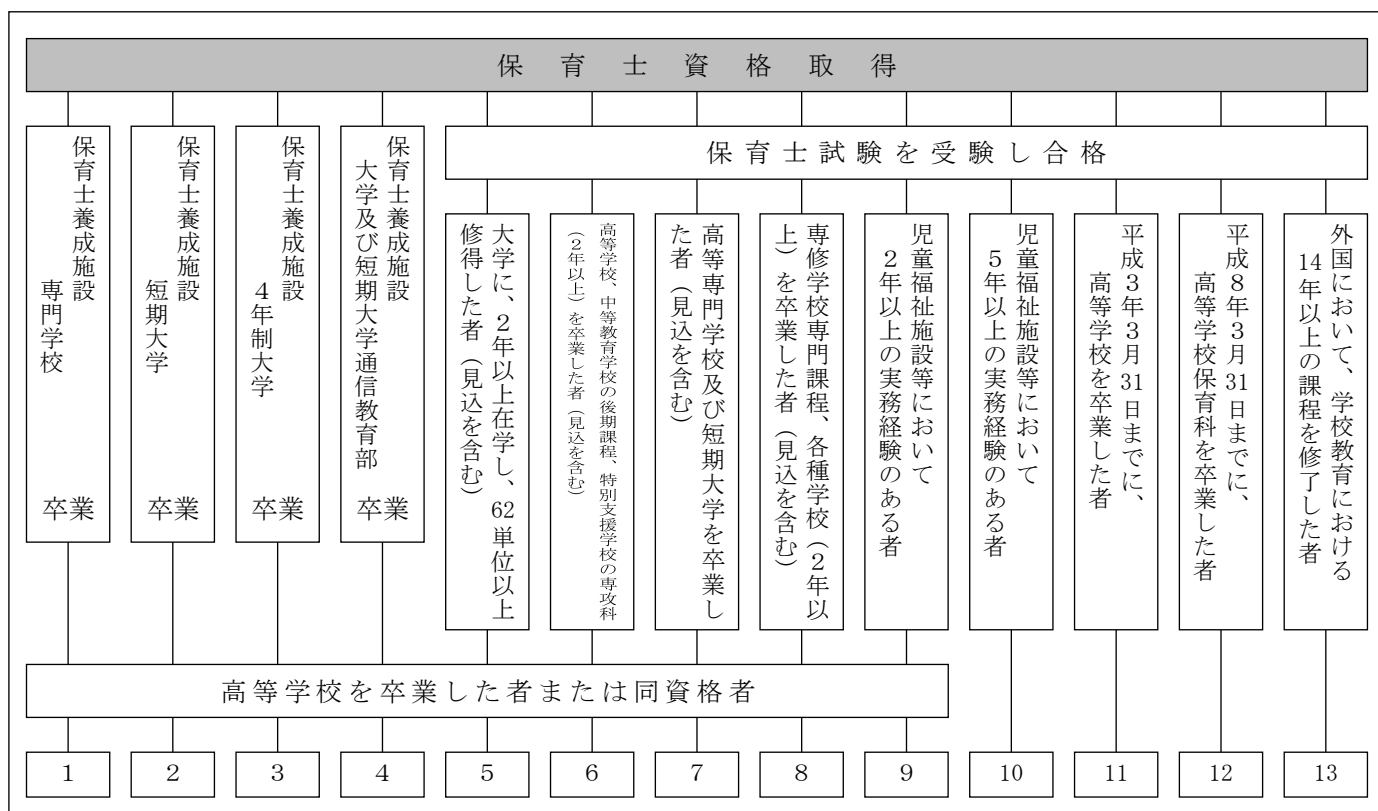 保育士資格取得
保育士養成施設
専門学校
卒業
保育士養成施設
短期大学
卒業
保育士養成施設
４年制大学
卒業
保育士養成施設
大学及び短期大学通信教育部
卒業
保育士試験を受験し合格
大学に、２年以上在学し、62単位以上
修得した者（見込を含む）
高等学校、中等教育学校の後期課程、特別支援学校の専攻科
（２年以上）を卒業した者（見込を含む）
高等専門学校及び短期大学を卒業し
た者（見込を含む）
専修学校専門課程、各種学校（２年以
上）を卒業した者（見込を含む）
児童福祉施設等において
２年以上の実務経験のある者
児童福祉施設等において
５年以上の実務経験のある者
平成３年３月31日までに、
高等学校を卒業した者
平成８年３月31日までに、
高等学校保育科を卒業した者
外国において、学校教育における
14年以上の課程を修了した者
高等学校を卒業した者または同資格者
1
2
3
4
5
6
7
8
9
10
11
12
13